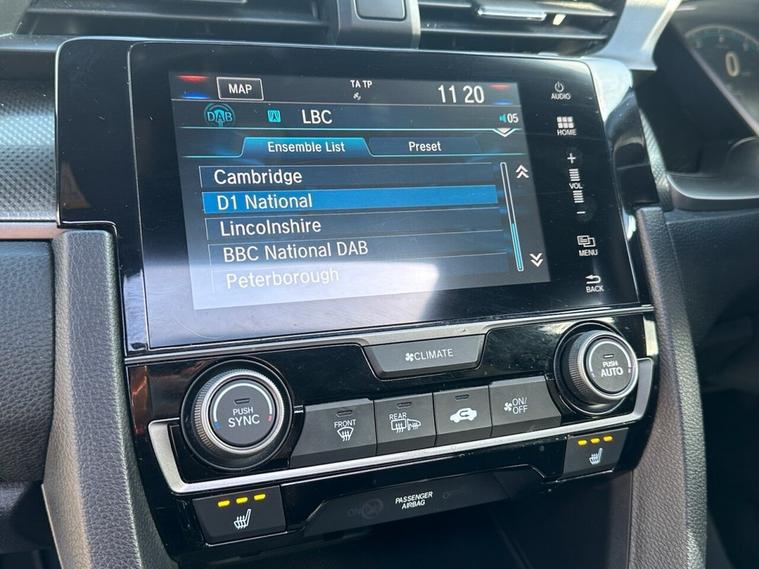 MAP
TA TP
11 20
DAB
LBC
05
Ensemble List
Preset
Cambridge
D1 National
Lincolnshire
BBC National DAB
Peterborough
AUDIO
HOME
+
VOL
−
MENU
BACK
0
CLIMATE
PUSH
SYNC
FRONT
REAR
ON/
OFF
PUSH
AUTO
PASSENGER
AIRBAG